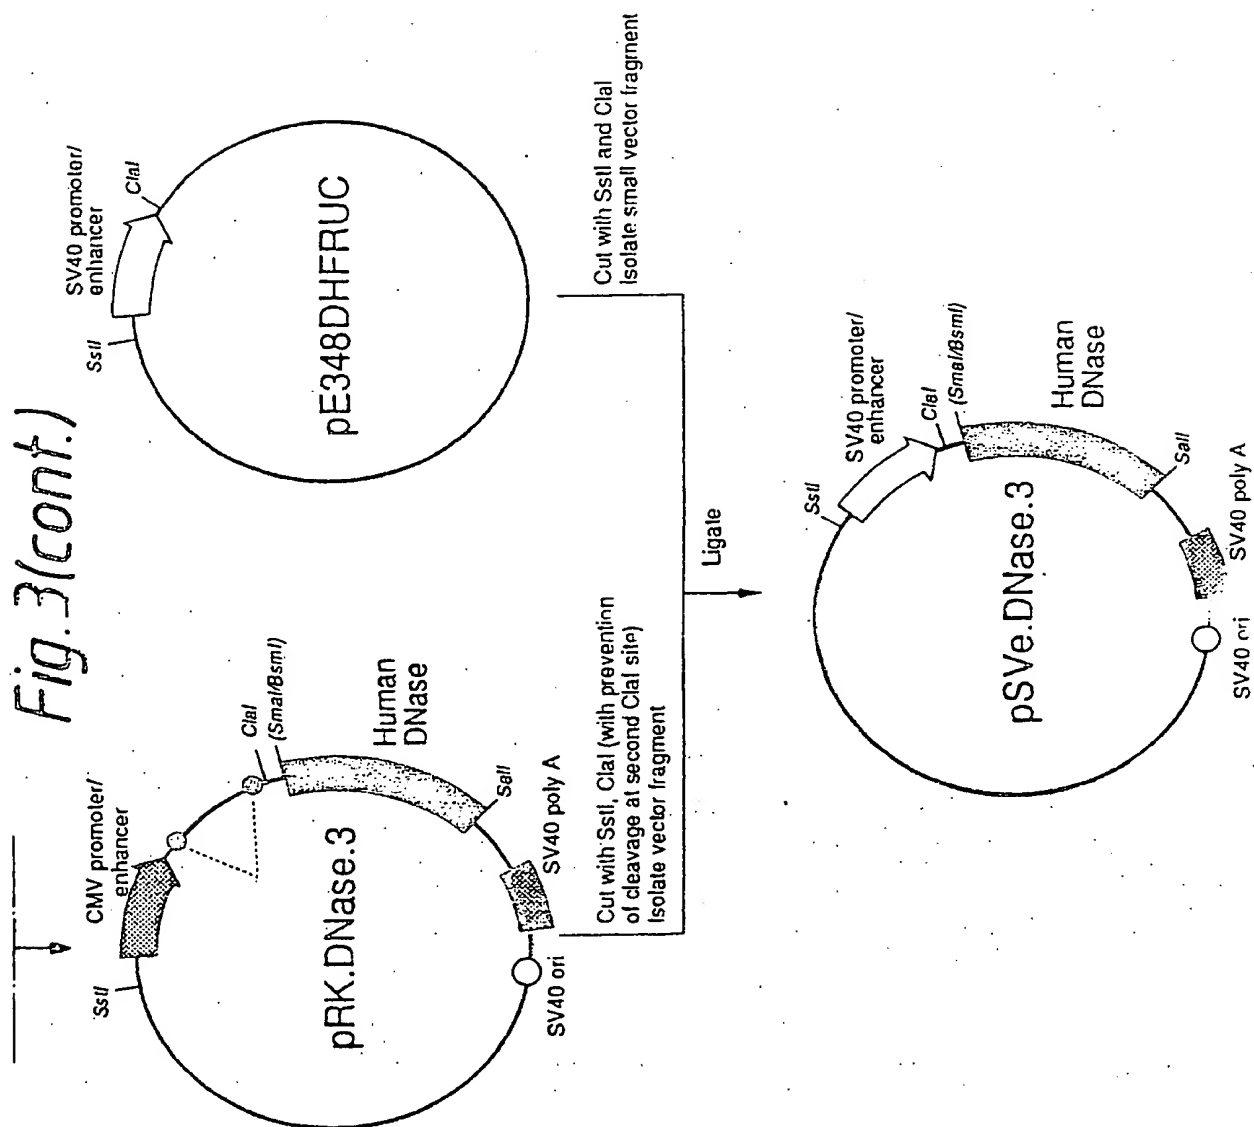 Fig. 3(cont.)
SstI
CMV promoter/
enhancer
ClaI
(SmaI/BsmI)
pRK.DNase.3
Human
DNase
SalI
SV40 poly A
SV40 ori
SstI
SV40 promoter/
enhancer
ClaI
pE348DHFRUC
Cut with SstI, ClaI (with prevention
of cleavage at second ClaI site)
Isolate vector fragment
Cut with SstI and ClaI
Isolate small vector fragment
Ligate
SstI
SV40 promoter/
enhancer
ClaI
(SmaI/BsmI)
pSVe.DNase.3
Human
DNase
SalI
SV40 poly A
SV40 ori